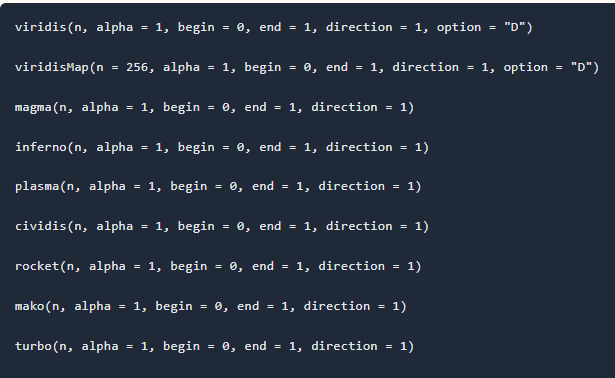 viridis(n, alpha = 1, begin = 0, end = 1, direction = 1, option = "D")
viridisMap(n = 256, alpha = 1, begin = 0, end = 1, direction = 1, option = "D")
magma(n, alpha = 1, begin = 0, end = 1, direction = 1)
inferno(n, alpha = 1, begin = 0, end = 1, direction = 1)
plasma(n, alpha = 1, begin = 0, end = 1, direction = 1)
cividis(n, alpha = 1, begin = 0, end = 1, direction = 1)
rocket(n, alpha = 1, begin = 0, end = 1, direction = 1)
mako(n, alpha = 1, begin = 0, end = 1, direction = 1)
turbo(n, alpha = 1, begin = 0, end = 1, direction = 1)